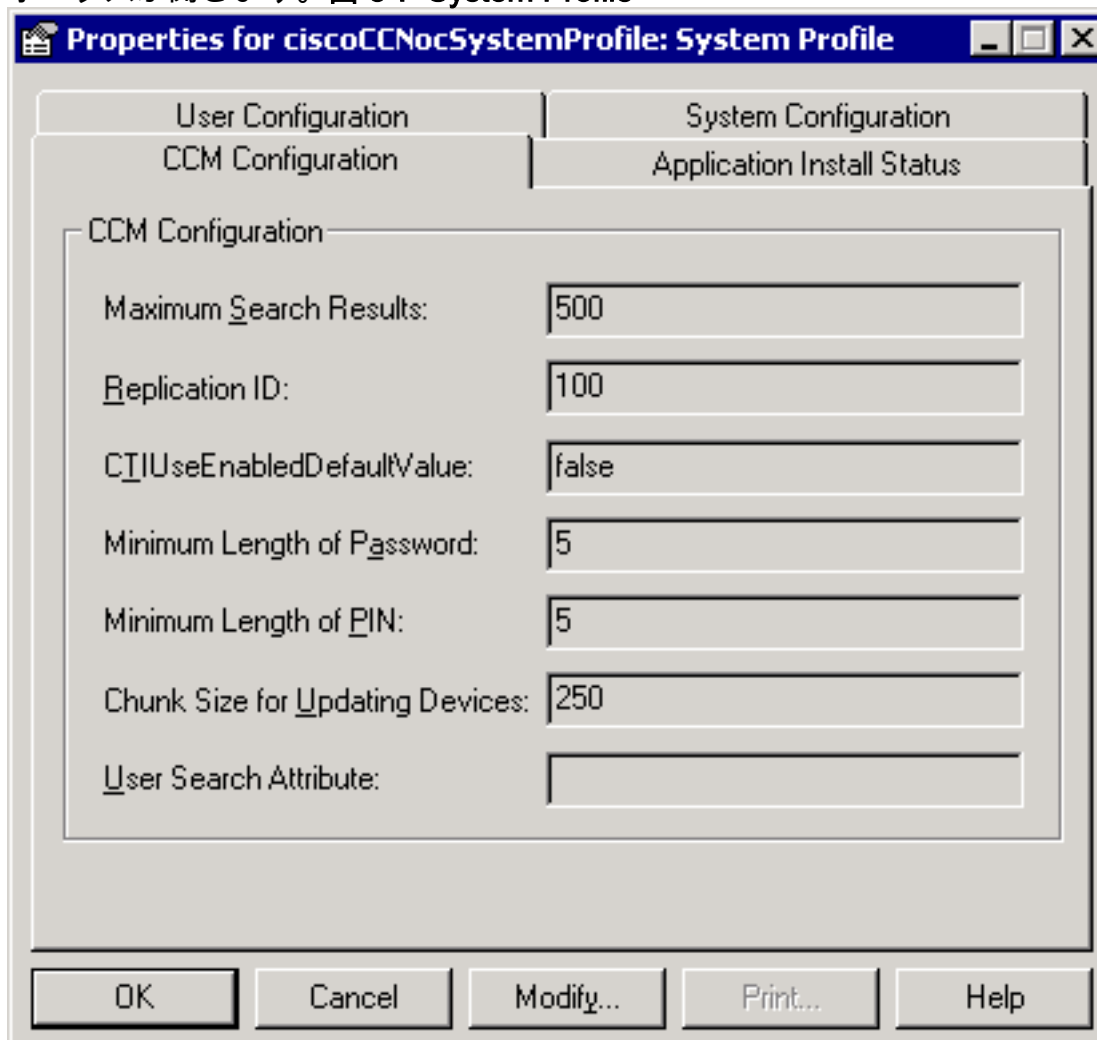 Properties for ciscoCCNocSystemProfile: System Profile
User Configuration
System Configuration
CCM Configuration
Application Install Status
CCM Configuration
Maximum Search Results: 500
Replication ID: 100
CTIUseEnabledDefaultValue: false
Minimum Length of Password: 5
Minimum Length of PIN: 5
Chunk Size for Updating Devices: 250
User Search Attribute:
OK
Cancel
Modify...
Print...
Help